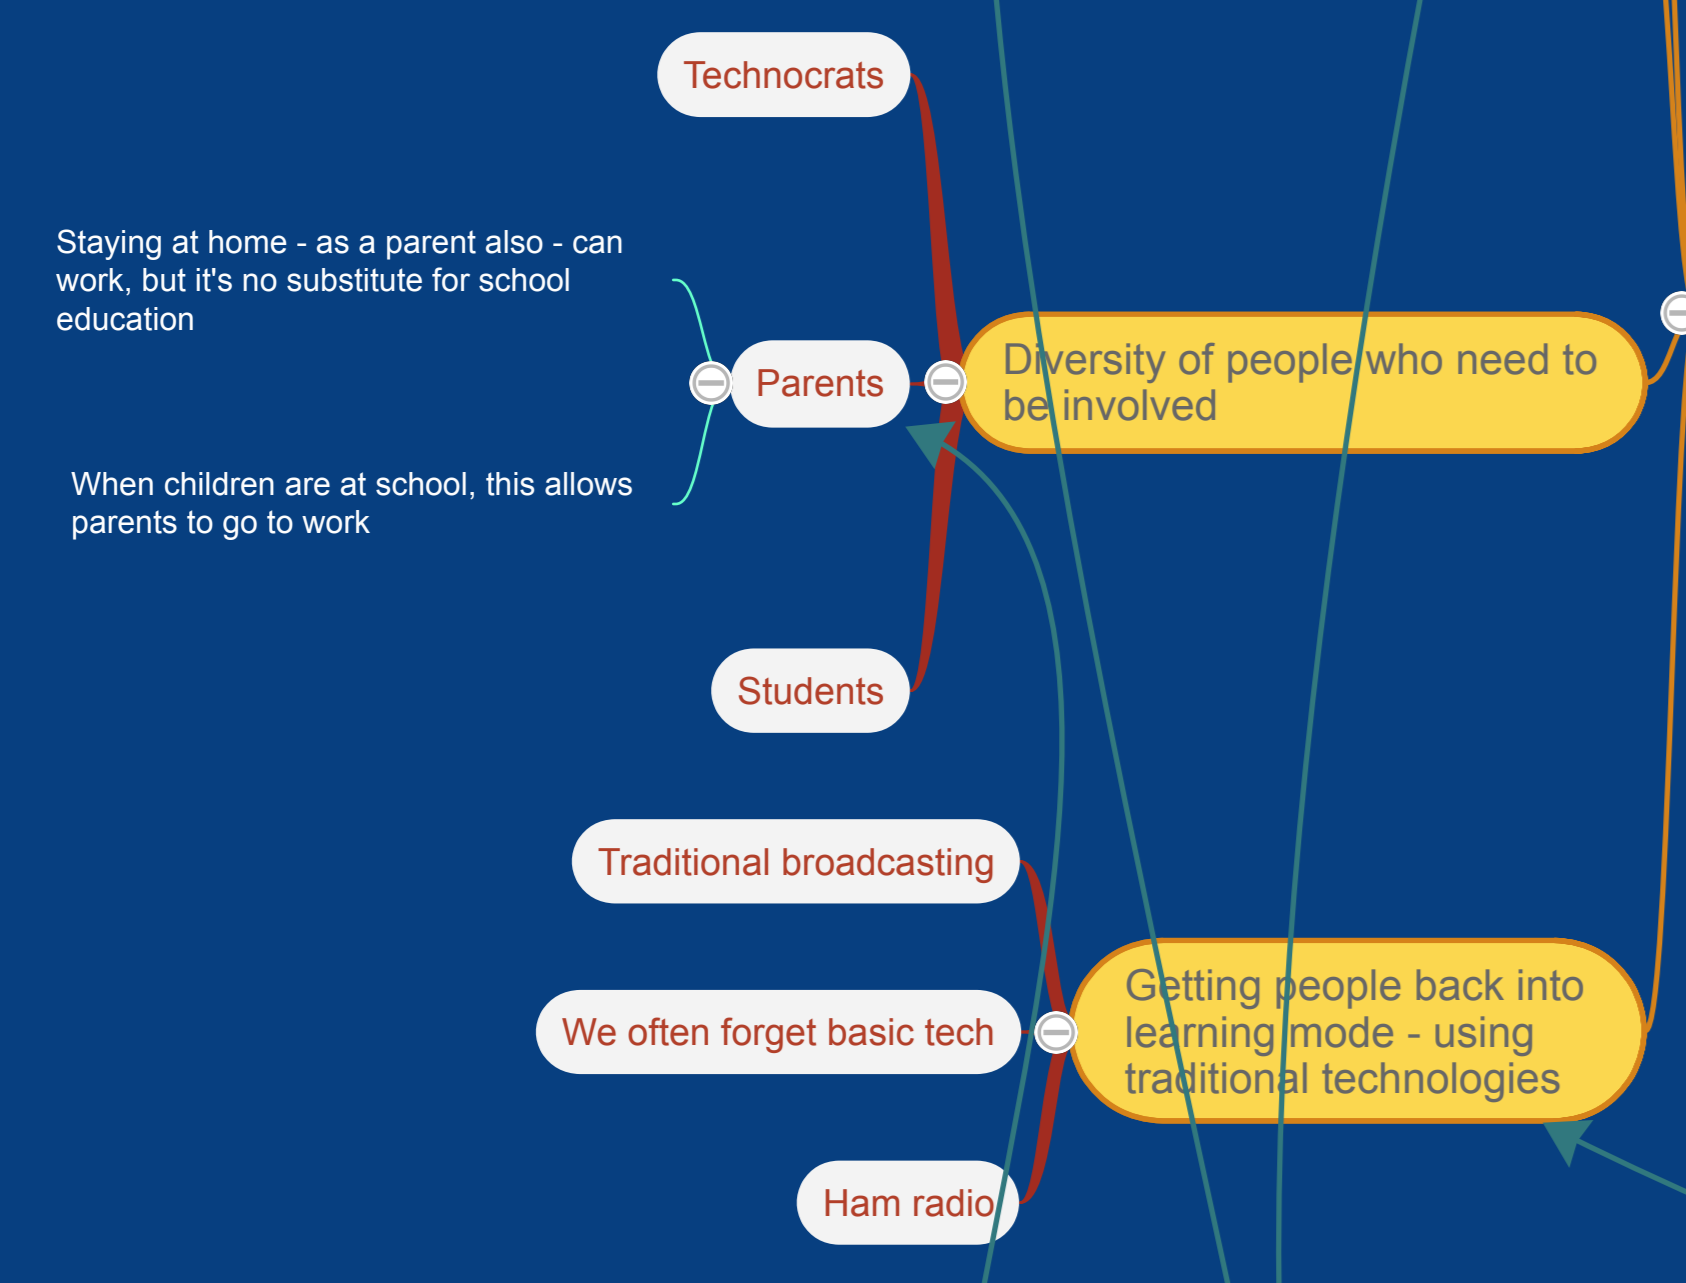 Technocrats
Staying at home - as a parent also - can
work, but it's no substitute for school
education
Parents
Diversity of people who need to
be involved
When children are at school, this allows
parents to go to work
Students
Traditional broadcasting
We often forget basic tech
Getting people back into
learning mode - using
traditional technologies
Ham radio